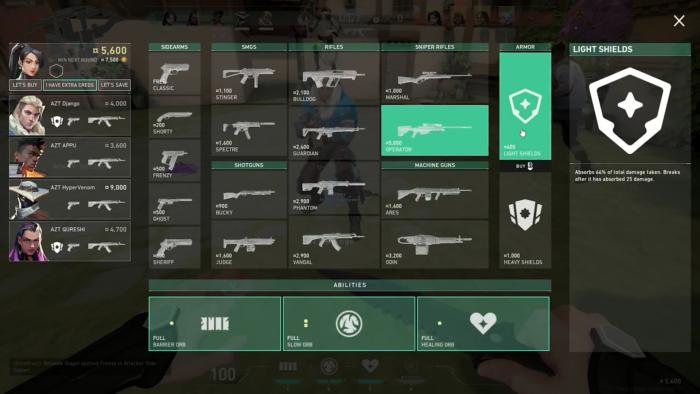 SIDEARMS
SMGS
RIFLES
SNIPER RIFLES
ARMOR
LIGHT SHIELDS
¤ 5,600
MIN NEXT ROUND ¤ 7,500
LET'S BUY
I HAVE EXTRA CREDS
LET'S SAVE
AZT Django
¤ 4,000
AZT APPU
¤ 3,600
AZT HyperVenom
¤ 9,000
AZT QURESHI
¤ 4,700
FREE
CLASSIC
¤200
SHORTY
¤500
FRENZY
¤500
GHOST
SHERIFF
¤1,100
STINGER
¤1,600
SPECTRE
SHOTGUNS
¤900
BUCKY
¤1,600
JUDGE
¤2,100
BULLDOG
¤2,400
GUARDIAN
¤2,900
PHANTOM
¤2,900
VANDAL
¤1,000
MARSHAL
¤5,000
OPERATOR
MACHINE GUNS
¤1,600
ARES
¤3,200
ODIN
¤400
LIGHT SHIELDS
BUY
¤1,000
HEAVY SHIELDS
Absorbs 66% of total damage taken. Breaks
after it has absorbed 25 damage.
ABILITIES
FULL
BARRIER ORB
FULL
SLOW ORB
FULL
HEALING ORB
100
¤ 5,600